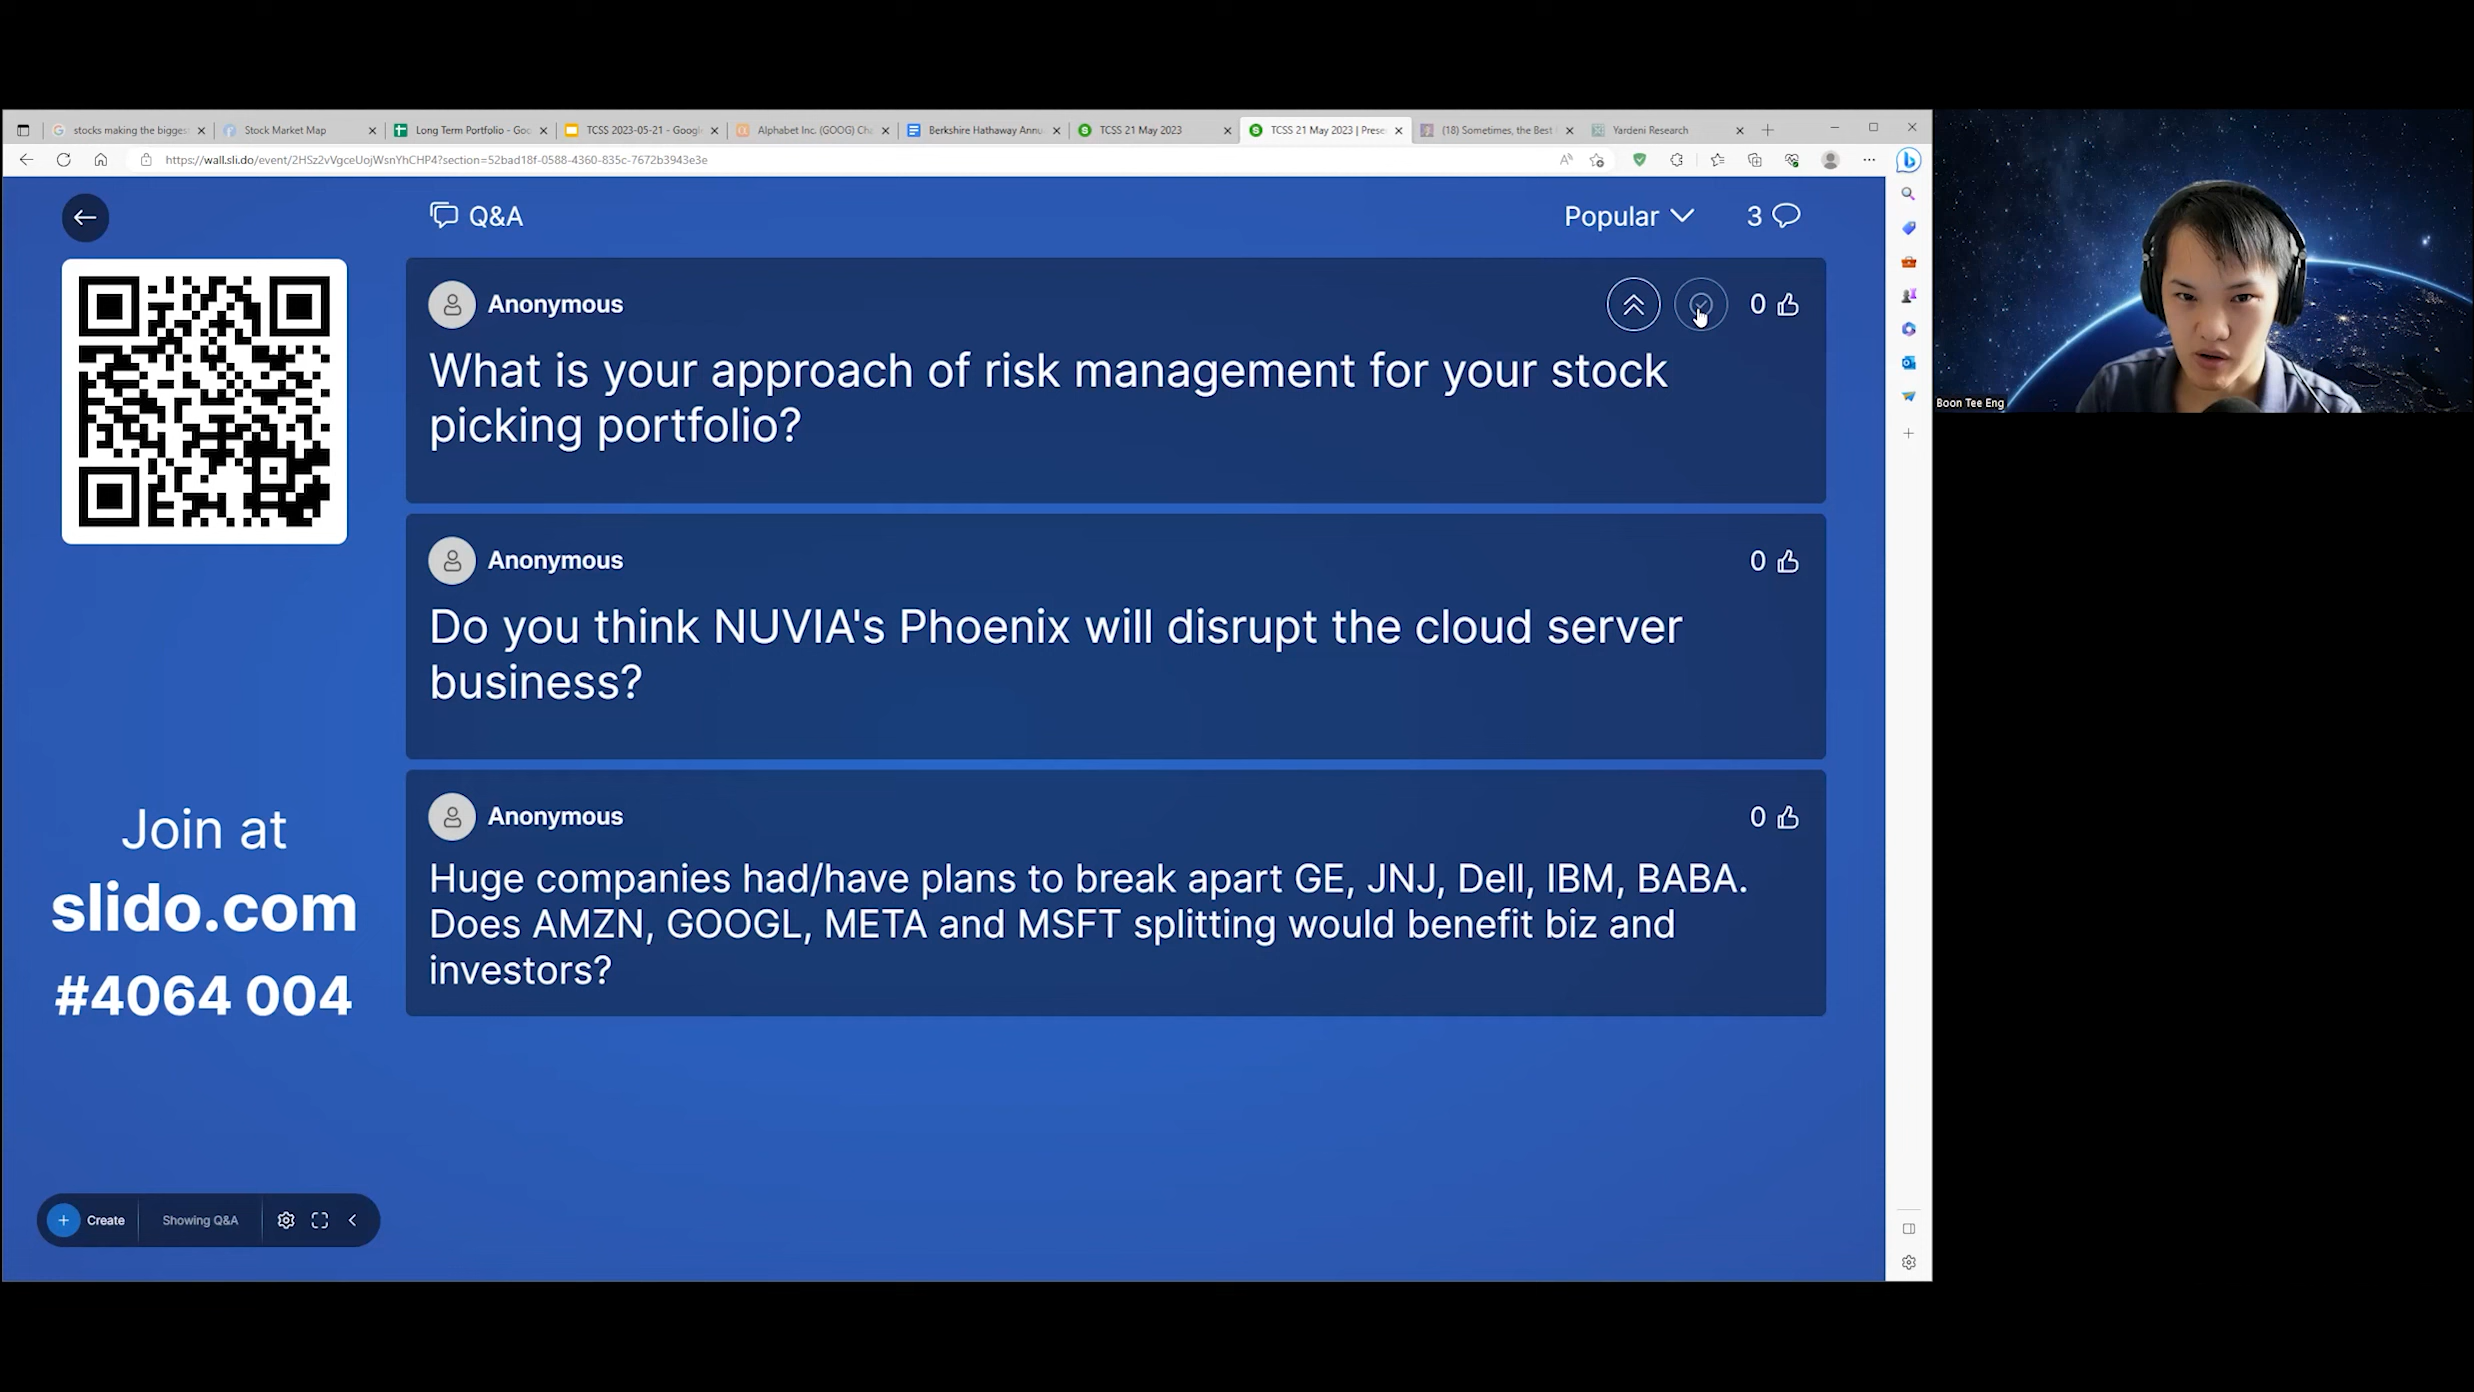 stocks making the bigges
Stock Market Map
Long Term Portfolio - Goo
TCSS 2023-05-21 - Google
Alphabet Inc. (GOOG) Cha
Berkshire Hathaway Annu
TCSS 21 May 2023
TCSS 21 May 2023 | Prese
(18) Sometimes, the Best
Yardeni Research
https://wall.sli.do/event/2HSz2vVgceUojWsnYhCHP4?section=52bad18f-0588-4360-835c-7672b3943e3e
Q&A
Popular
3
Anonymous
0
What is your approach of risk management for your stock
picking portfolio?
Anonymous
0
Do you think NUVIA's Phoenix will disrupt the cloud server
business?
Anonymous
0
Huge companies had/have plans to break apart GE, JNJ, Dell, IBM, BABA.
Does AMZN, GOOGL, META and MSFT splitting would benefit biz and
investors?
Join at
slido.com
#4064 004
Create
Showing Q&A
Boon Tee Eng